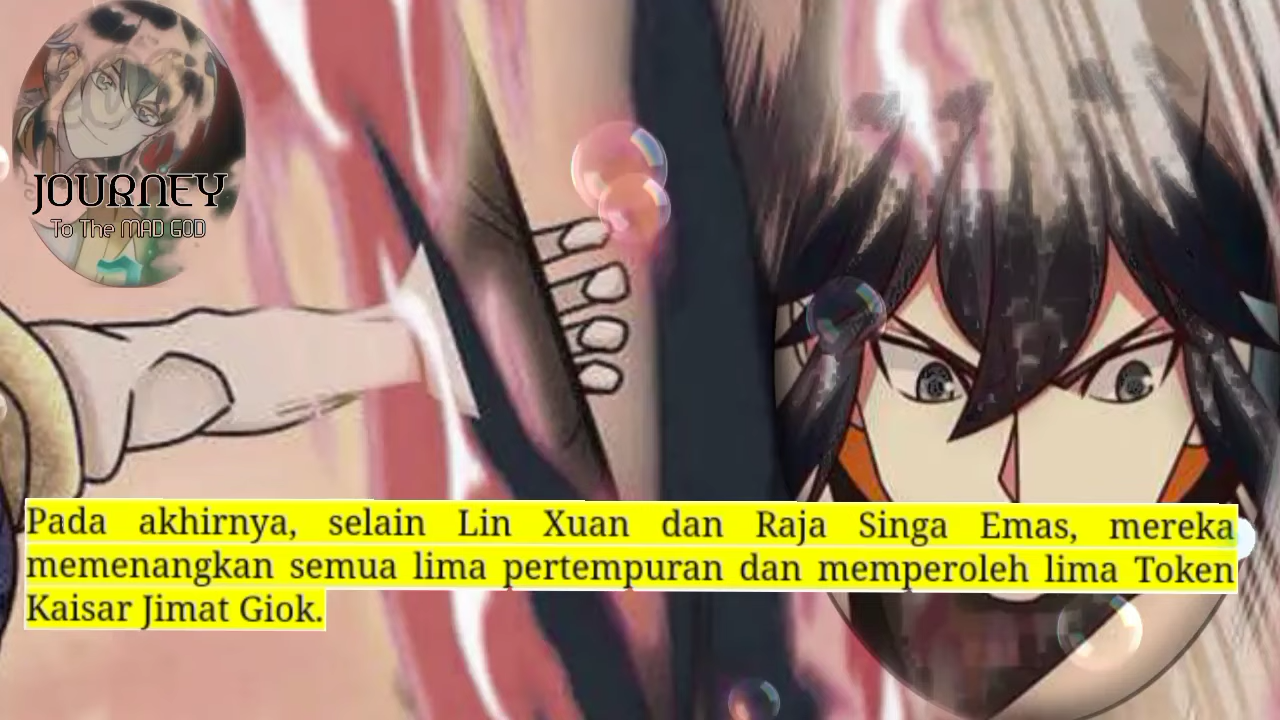 JOURNEY
To The MAD GOD
Pada akhirnya, selain Lin Xuan dan Raja Singa Emas, mereka
memenangkan semua lima pertempuran dan memperoleh lima Token
Kaisar Jimat Giok.